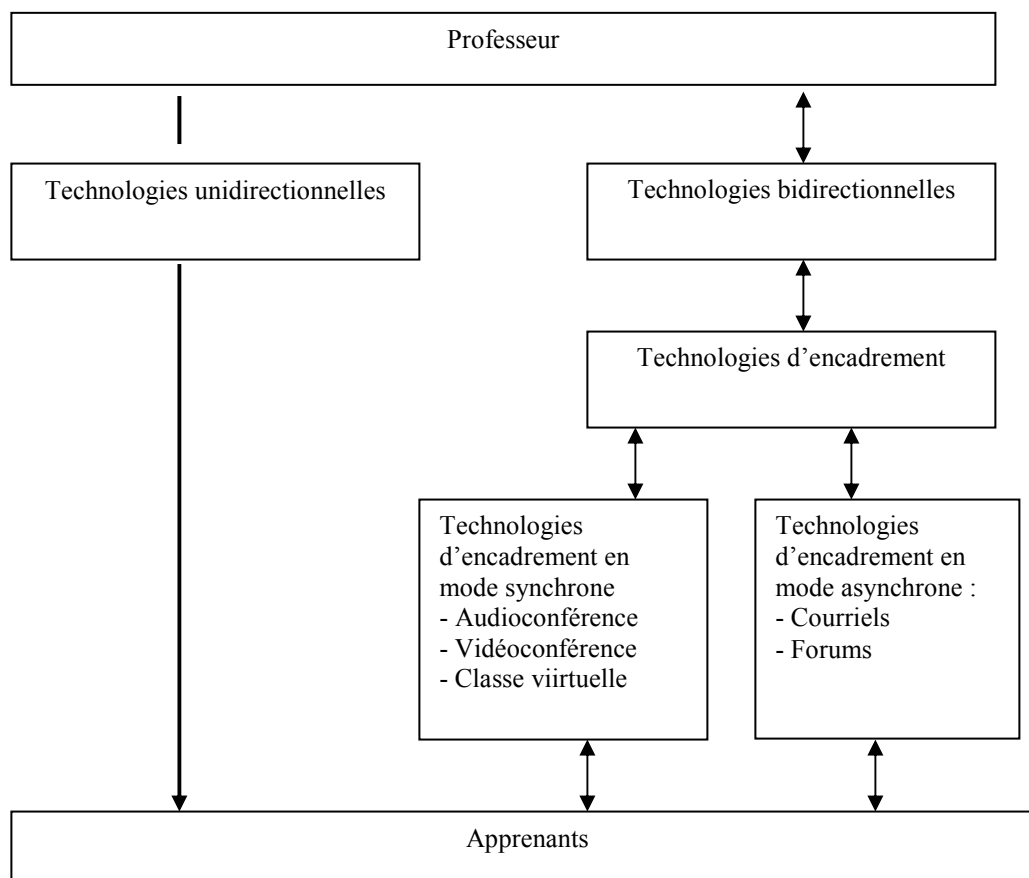 Professeur
Technologies unidirectionnelles
Technologies bidirectionnelles
Technologies d’encadrement
Technologies
d’encadrement en
mode synchrone
- Audioconférence
- Vidéoconférence
- Classe viirtuelle
Technologies
d’encadrement en
mode asynchrone :
- Courriels
- Forums
Apprenants